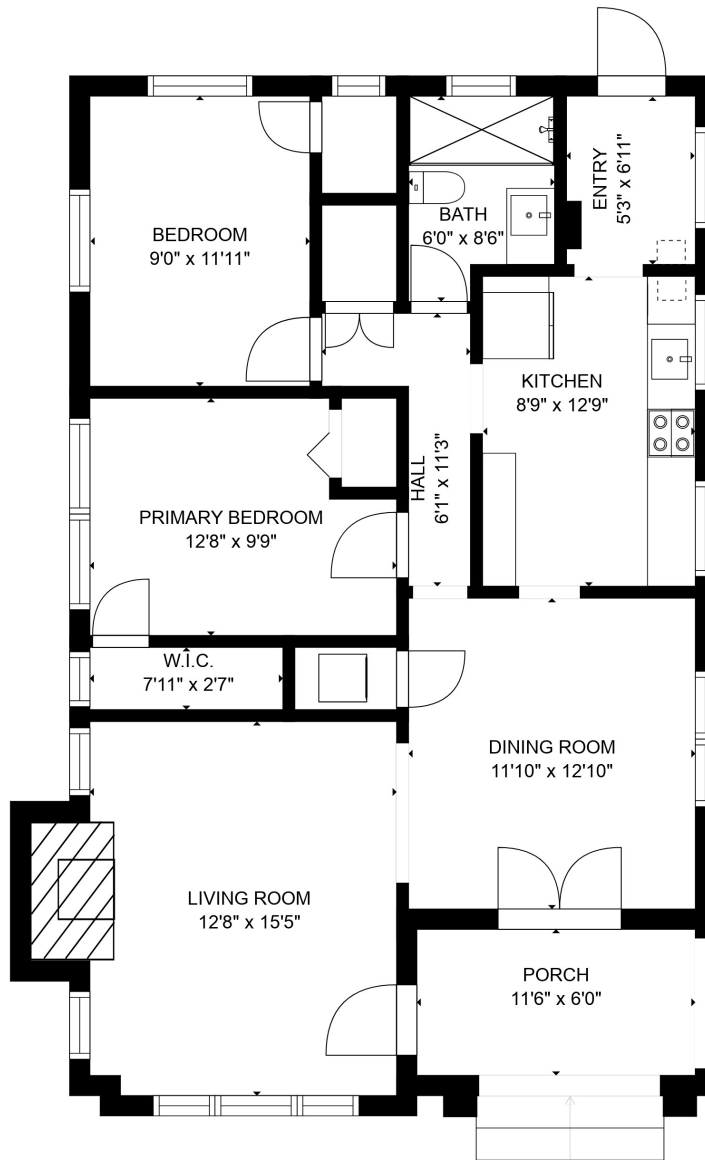 ENTRY
5'3" x 6'11"
BATH
6'0" x 8'6"
BEDROOM
9'0" x 11'11"
KITCHEN
8'9" x 12'9"
HALL
6'1" x 11'3"
PRIMARY BEDROOM
12'8" x 9'9"
W.I.C.
7'11" x 2'7"
DINING ROOM
11'10" x 12'10"
LIVING ROOM
12'8" x 15'5"
PORCH
11'6" x 6'0"